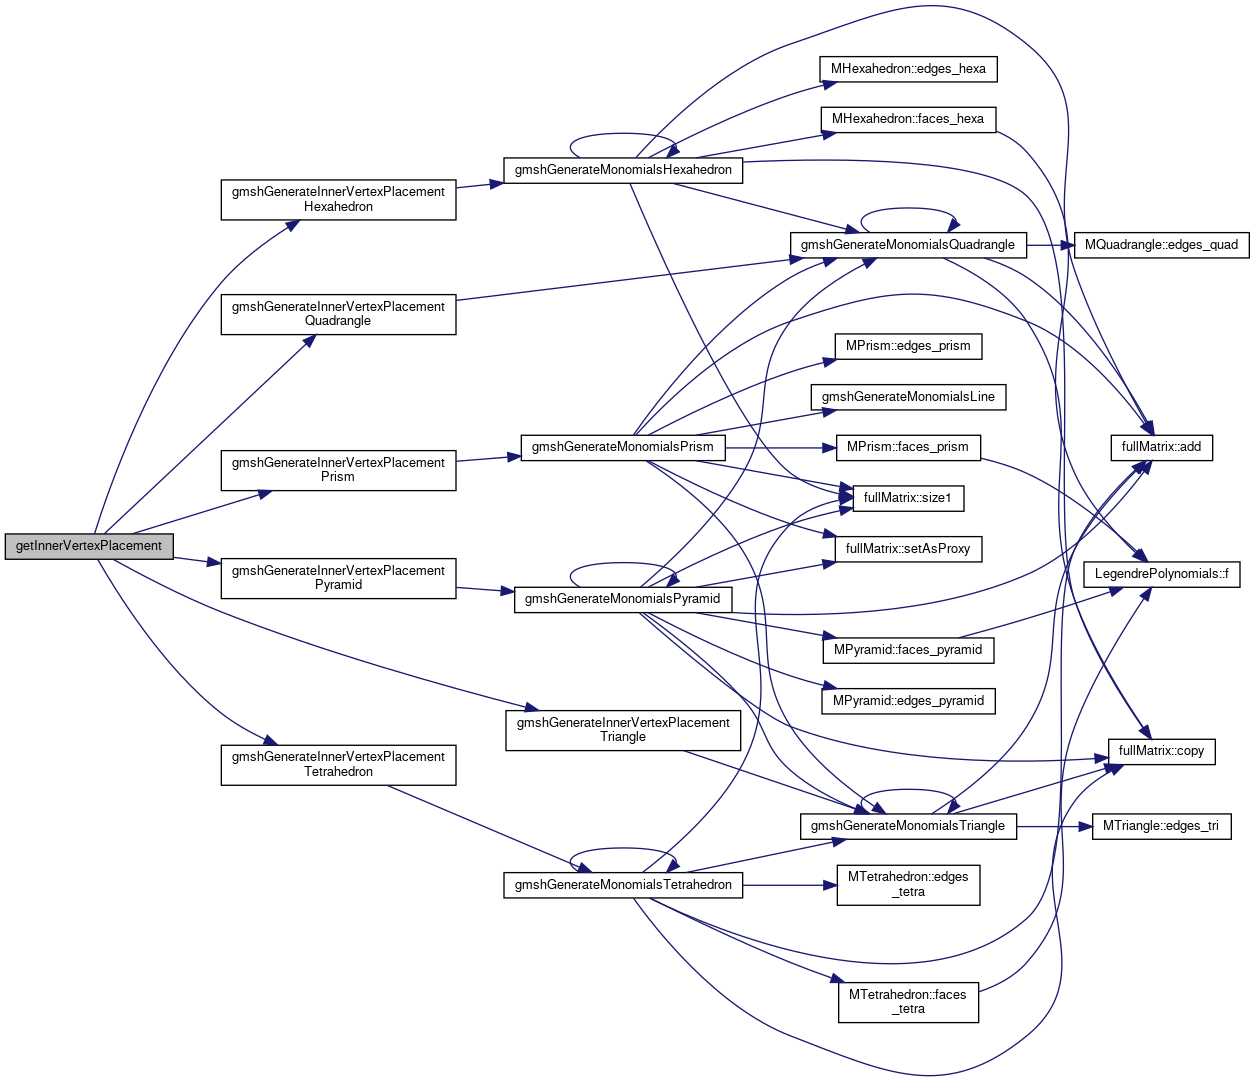 MHexahedron::edges_hexa
MHexahedron::faces_hexa
gmshGenerateMonomialsHexahedron
gmshGenerateInnerVertexPlacement
Hexahedron
gmshGenerateMonomialsQuadrangle
MQuadrangle::edges_quad
gmshGenerateInnerVertexPlacement
Quadrangle
MPrism::edges_prism
gmshGenerateMonomialsLine
gmshGenerateMonomialsPrism
MPrism::faces_prism
fullMatrix::add
gmshGenerateInnerVertexPlacement
Prism
fullMatrix::size1
getInnerVertexPlacement
fullMatrix::setAsProxy
gmshGenerateInnerVertexPlacement
Pyramid
LegendrePolynomials::f
gmshGenerateMonomialsPyramid
MPyramid::faces_pyramid
MPyramid::edges_pyramid
gmshGenerateInnerVertexPlacement
Triangle
fullMatrix::copy
gmshGenerateInnerVertexPlacement
Tetrahedron
gmshGenerateMonomialsTriangle
MTriangle::edges_tri
gmshGenerateMonomialsTetrahedron
MTetrahedron::edges
_tetra
MTetrahedron::faces
_tetra